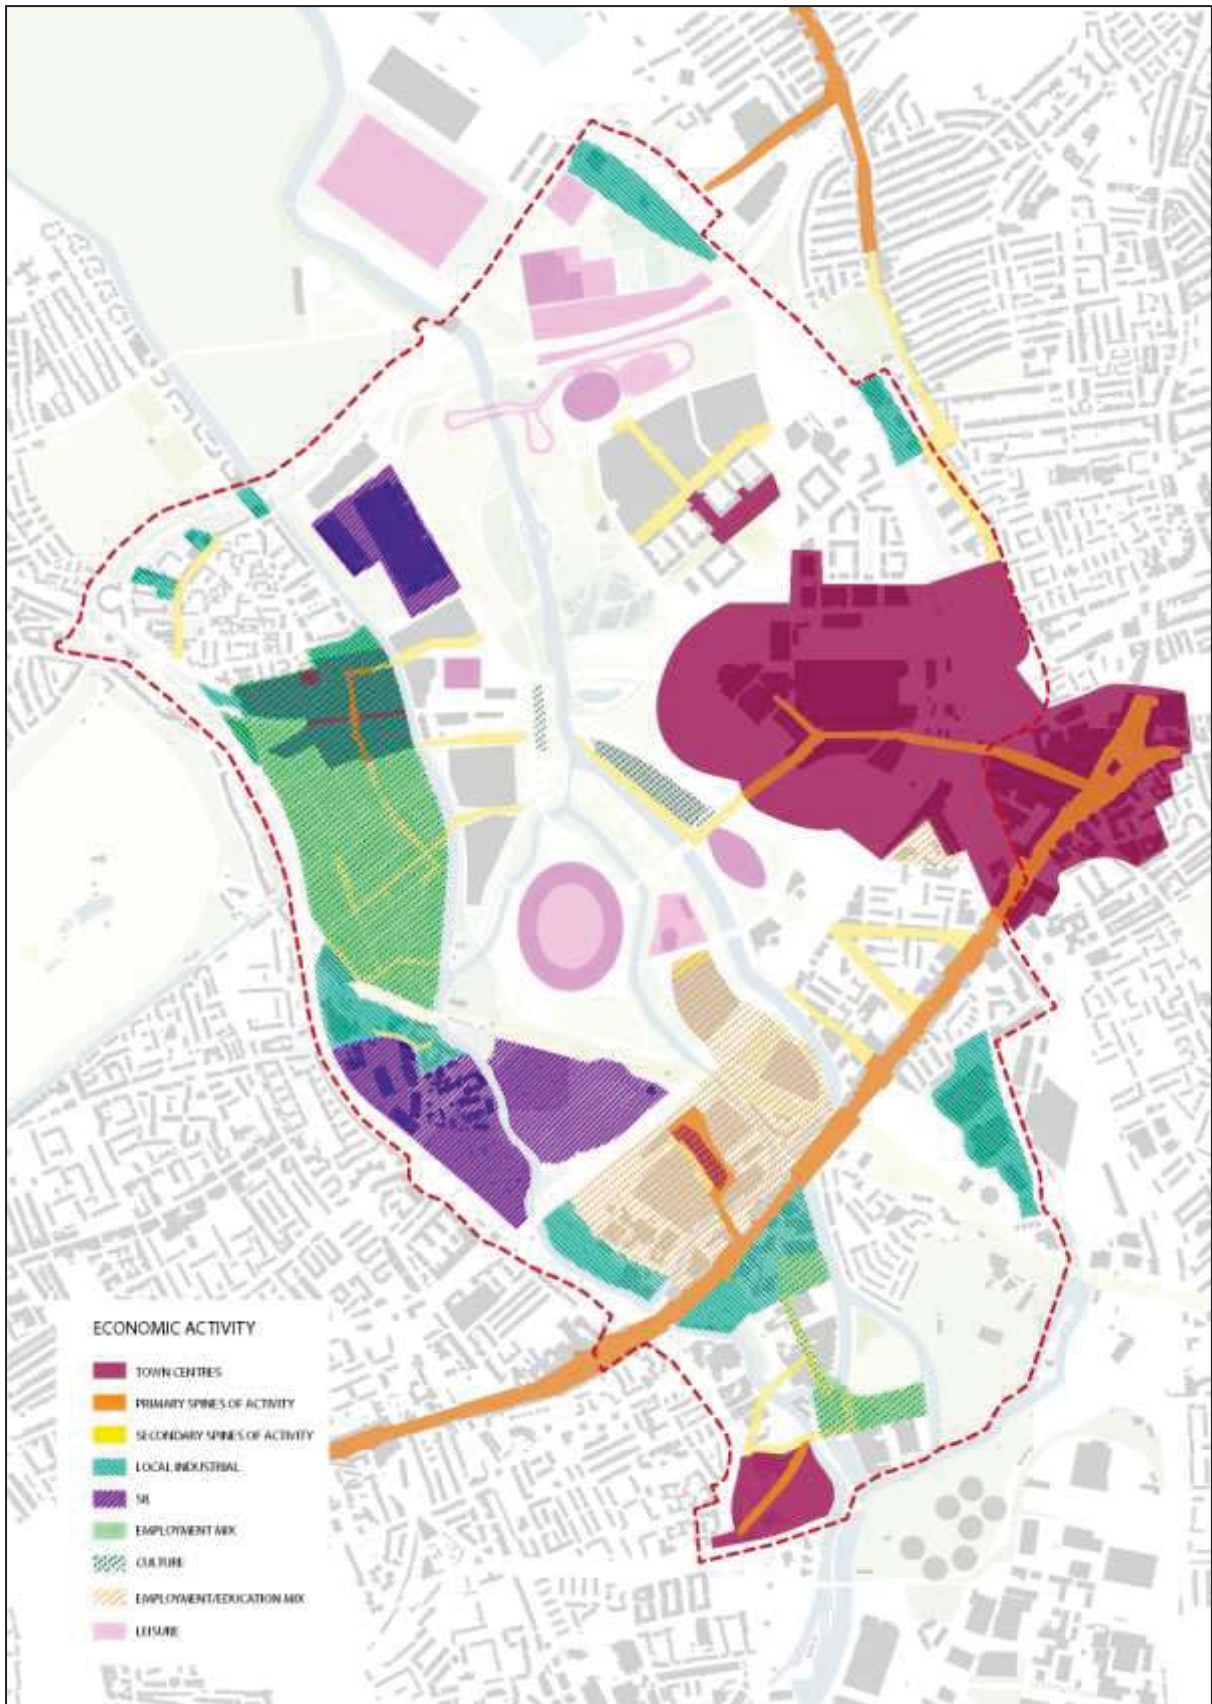 ECONOMIC ACTIVITY
TOWN CENTRES
PRIMARY SPINES OF ACTIVITY
SECONDARY SPINES OF ACTIVITY
LOCAL INDUSTRIAL
SIL
EMPLOYMENT MIX
CULTURE
EMPLOYMENT/EDUCATION MIX
LEISURE